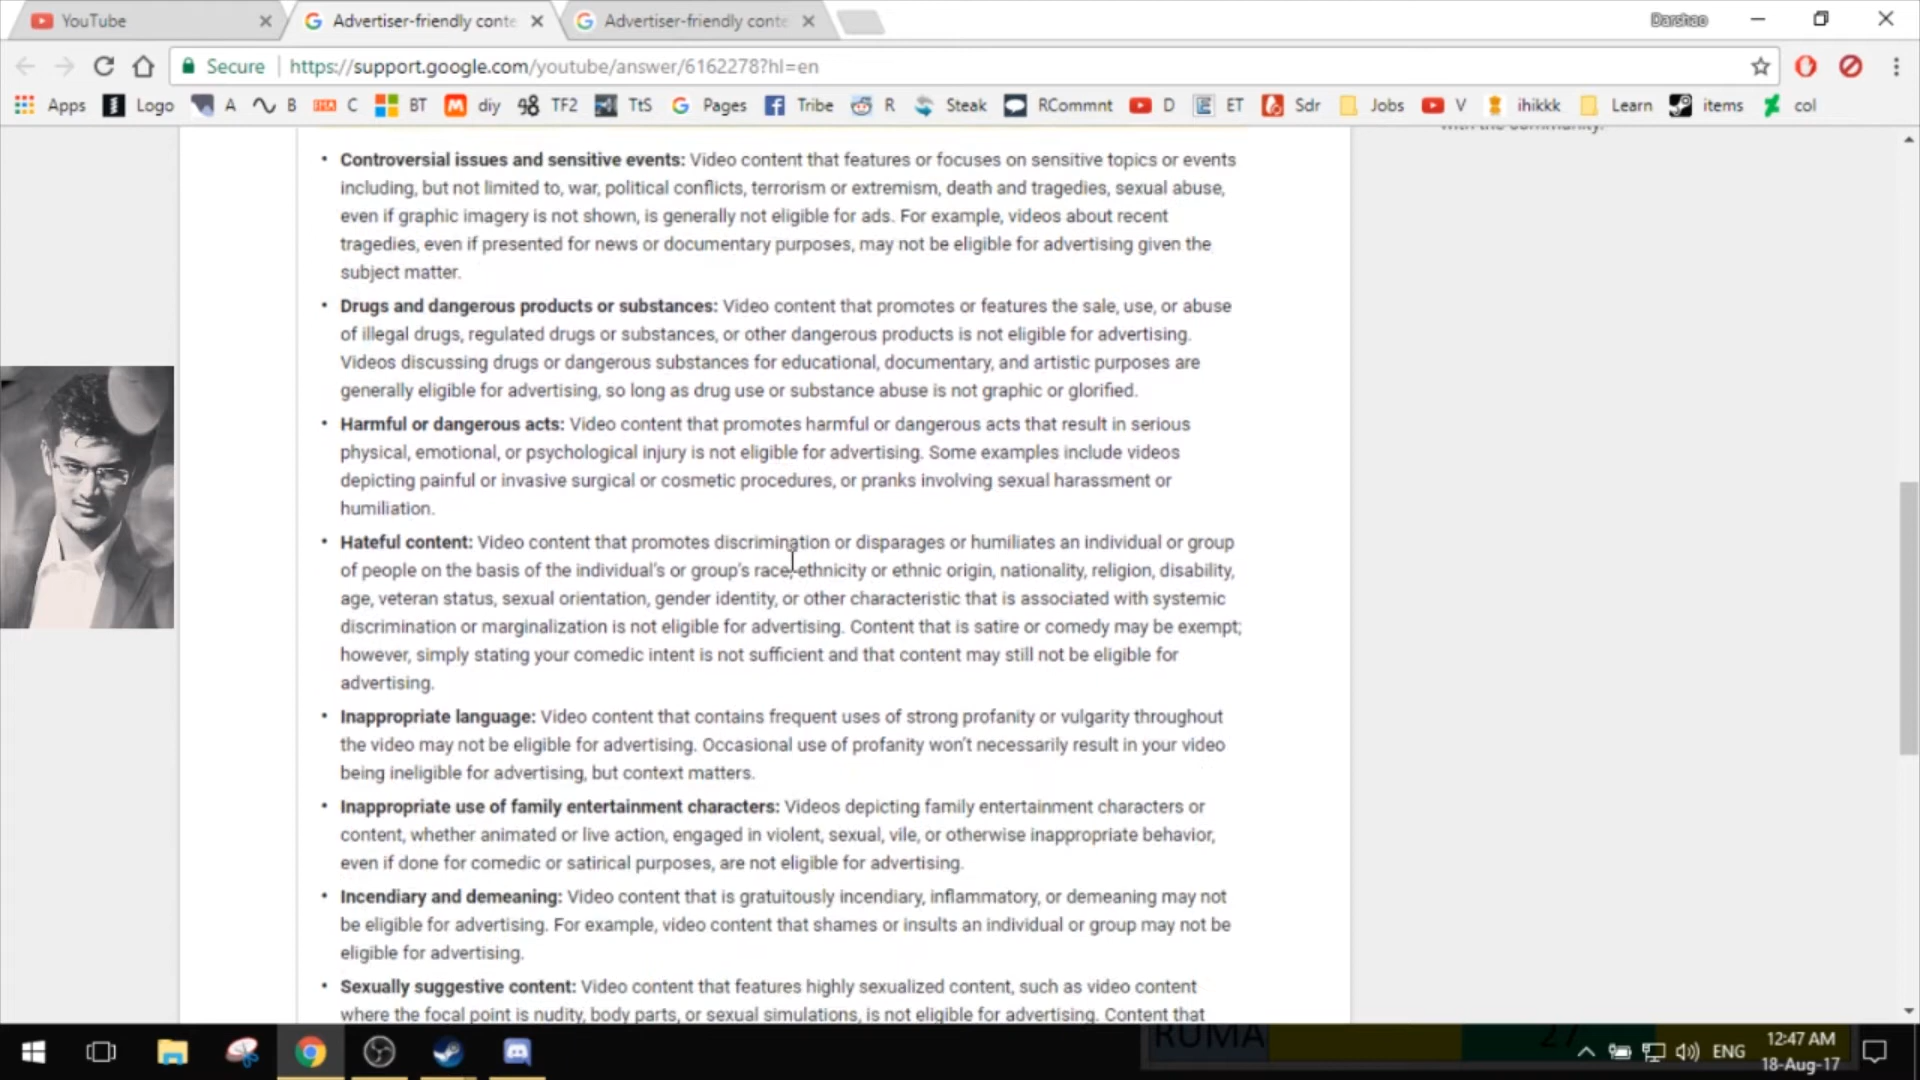 YouTube
Advertiser-friendly conte
Advertiser-friendly conte
Darshao
Secure
https://support.google.com/youtube/answer/6162278?hl=en
Apps Logo A B C BT diy TF2 TtS Pages Tribe R Steak RCommnt D ET Sdr Jobs V ihikkk Learn items col
with the community.
• Controversial issues and sensitive events: Video content that features or focuses on sensitive topics or events
including, but not limited to, war, political conflicts, terrorism or extremism, death and tragedies, sexual abuse,
even if graphic imagery is not shown, is generally not eligible for ads. For example, videos about recent
tragedies, even if presented for news or documentary purposes, may not be eligible for advertising given the
subject matter.
• Drugs and dangerous products or substances: Video content that promotes or features the sale, use, or abuse
of illegal drugs, regulated drugs or substances, or other dangerous products is not eligible for advertising.
Videos discussing drugs or dangerous substances for educational, documentary, and artistic purposes are
generally eligible for advertising, so long as drug use or substance abuse is not graphic or glorified.
• Harmful or dangerous acts: Video content that promotes harmful or dangerous acts that result in serious
physical, emotional, or psychological injury is not eligible for advertising. Some examples include videos
depicting painful or invasive surgical or cosmetic procedures, or pranks involving sexual harassment or
humiliation.
• Hateful content: Video content that promotes discrimination or disparages or humiliates an individual or group
of people on the basis of the individual's or group's race, ethnicity or ethnic origin, nationality, religion, disability,
age, veteran status, sexual orientation, gender identity, or other characteristic that is associated with systemic
discrimination or marginalization is not eligible for advertising. Content that is satire or comedy may be exempt;
however, simply stating your comedic intent is not sufficient and that content may still not be eligible for
advertising.
• Inappropriate language: Video content that contains frequent uses of strong profanity or vulgarity throughout
the video may not be eligible for advertising. Occasional use of profanity won't necessarily result in your video
being ineligible for advertising, but context matters.
• Inappropriate use of family entertainment characters: Videos depicting family entertainment characters or
content, whether animated or live action, engaged in violent, sexual, vile, or otherwise inappropriate behavior,
even if done for comedic or satirical purposes, are not eligible for advertising.
• Incendiary and demeaning: Video content that is gratuitously incendiary, inflammatory, or demeaning may not
be eligible for advertising. For example, video content that shames or insults an individual or group may not be
eligible for advertising.
• Sexually suggestive content: Video content that features highly sexualized content, such as video content
where the focal point is nudity, body parts, or sexual simulations, is not eligible for advertising. Content that
RUMA 27
ENG
12:47 AM
18-Aug-17